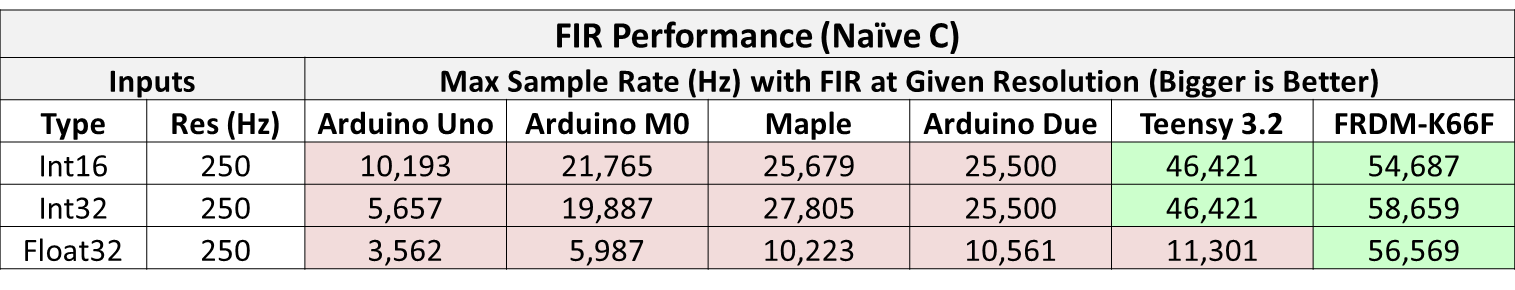 FIR Performance (Naïve C)
Inputs Max Sample Rate (Hz) with FIR at Given Resolution (Bigger is Better)
Type Res (Hz) Arduino Uno Arduino M0 Maple Arduino Due Teensy 3.2 FRDM-K66F
Int16 250 10,193 21,765 25,679 25,500 46,421 54,687
Int32 250 5,657 19,887 27,805 25,500 46,421 58,659
Float32 250 3,562 5,987 10,223 10,561 11,301 56,569